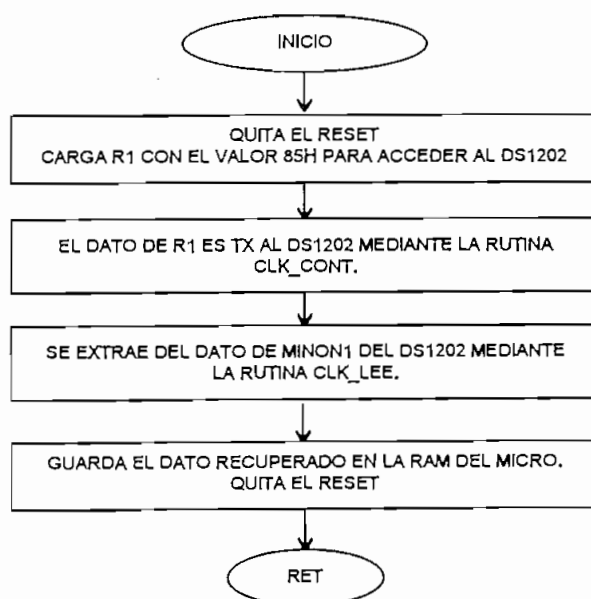 INICIO
QUITA EL RESET
CARGA R1 CON EL VALOR 85H PARA ACCEDER AL DS1202
EL DATO DE R1 ES TX AL DS1202 MEDIANTE LA RUTINA
CLK_CONT.
SE EXTRAE DEL DATO DE MINON1 DEL DS1202 MEDIANTE
LA RUTINA CLK_LEE.
GUARDA EL DATO RECUPERADO EN LA RAM DEL MICRO.
QUITA EL RESET
RET